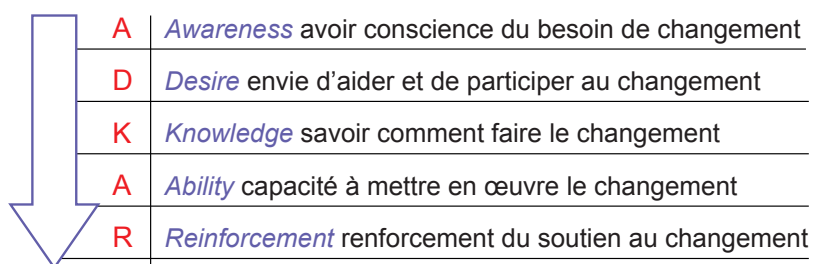 A Awareness avoir conscience du besoin de changement
D Desire envie d'aider et de participer au changement
K Knowledge savoir comment faire le changement
A Ability capacité à mettre en œuvre le changement
R Reinforcement renforcement du soutien au changement